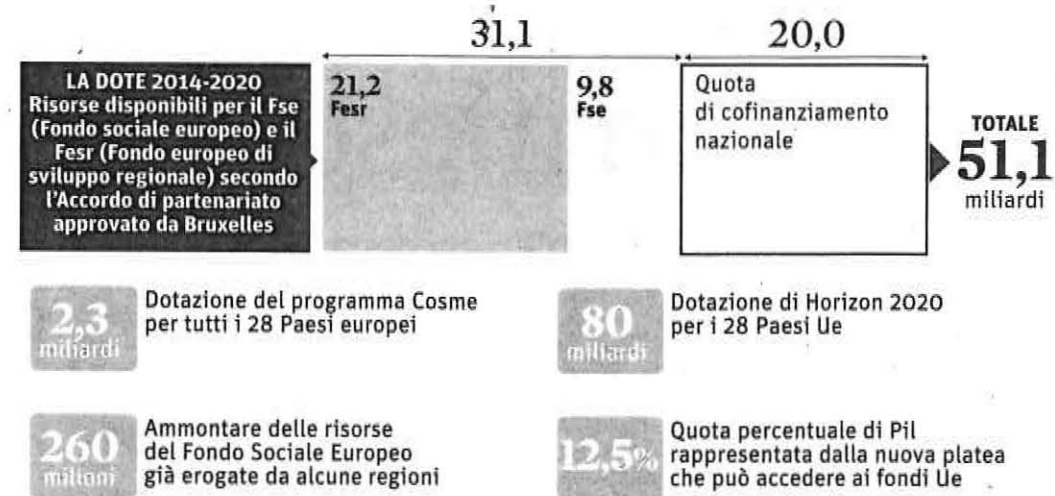 31,1
20,0
LA DOTE 2014-2020
Risorse disponibili per il Fse
(Fondo sociale europeo) e il
Fesr (Fondo europeo di
sviluppo regionale) secondo
l'Accordo di partenariato
approvato da Bruxelles
21,2
Fesr
9,8
Fse
Quota
di cofinanziamento
nazionale
TOTALE
51,1
miliardi
2,3
miliardi
Dotazione del programma Cosme
per tutti i 28 Paesi europei
80
miliardi
Dotazione di Horizon 2020
per i 28 Paesi Ue
260
milioni
Ammontare delle risorse
del Fondo Sociale Europeo
già erogate da alcune regioni
12,5%
Quota percentuale di Pil
rappresentata dalla nuova platea
che può accedere ai fondi Ue